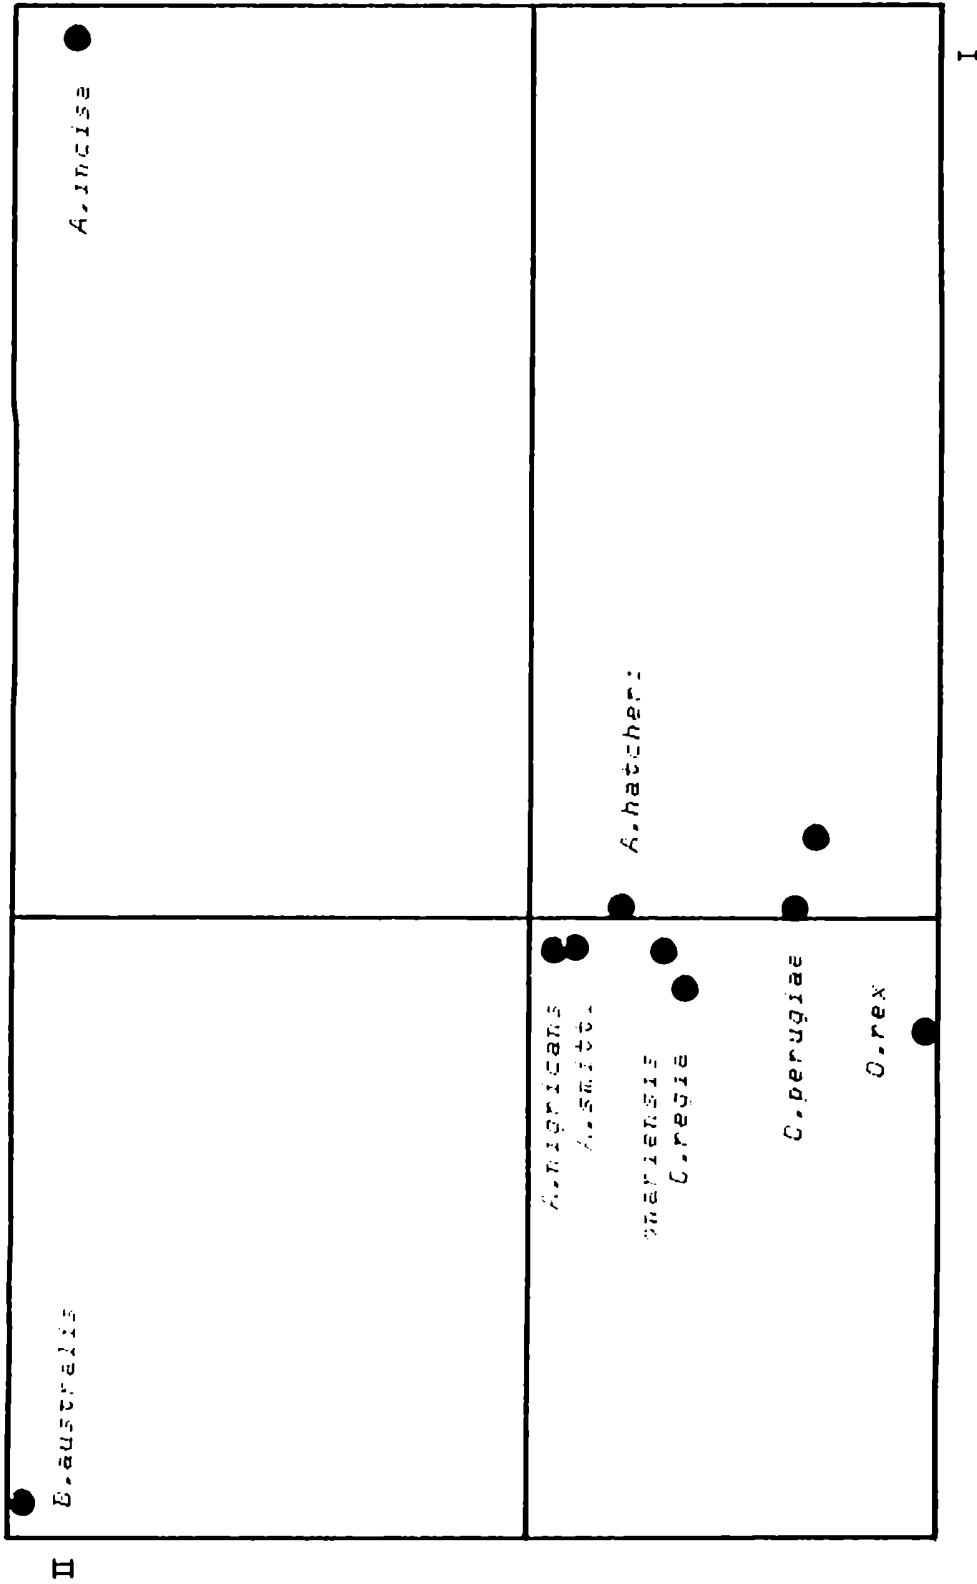 II
B.australis
A.incisa
A.nigricans
A.smitti
O.regia
A.hatcheri
O.perugiae
O.rex
I